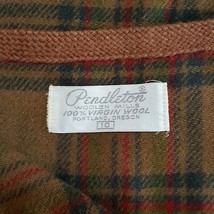 Pendleton®
WOOLEN MILLS
100% VIRGIN WOOL
PORTLAND, OREGON
10